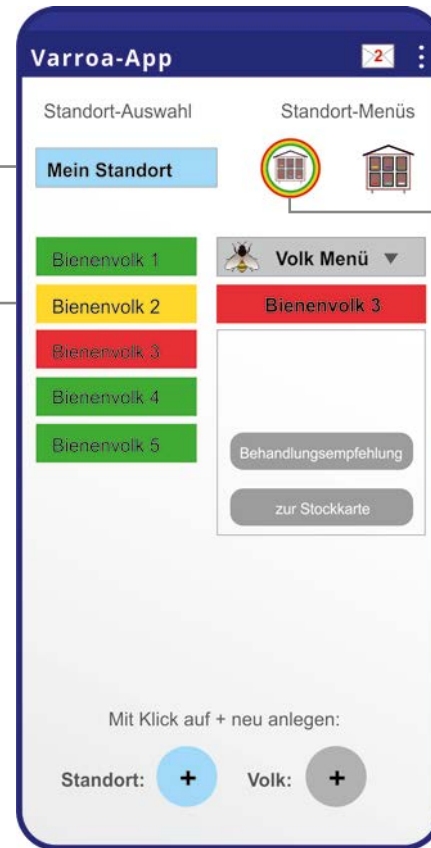 Varroa-App
2
Standort-Auswahl
Standort-Menüs
Mein Standort
Bienenvolk 1
Volk Menü ▼
Bienenvolk 2
Bienenvolk 3
Bienenvolk 3
Bienenvolk 4
Bienenvolk 5
Behandlungsempfehlung
zur Stockkarte
Mit Klick auf + neu anlegen:
Standort: +
Volk: +